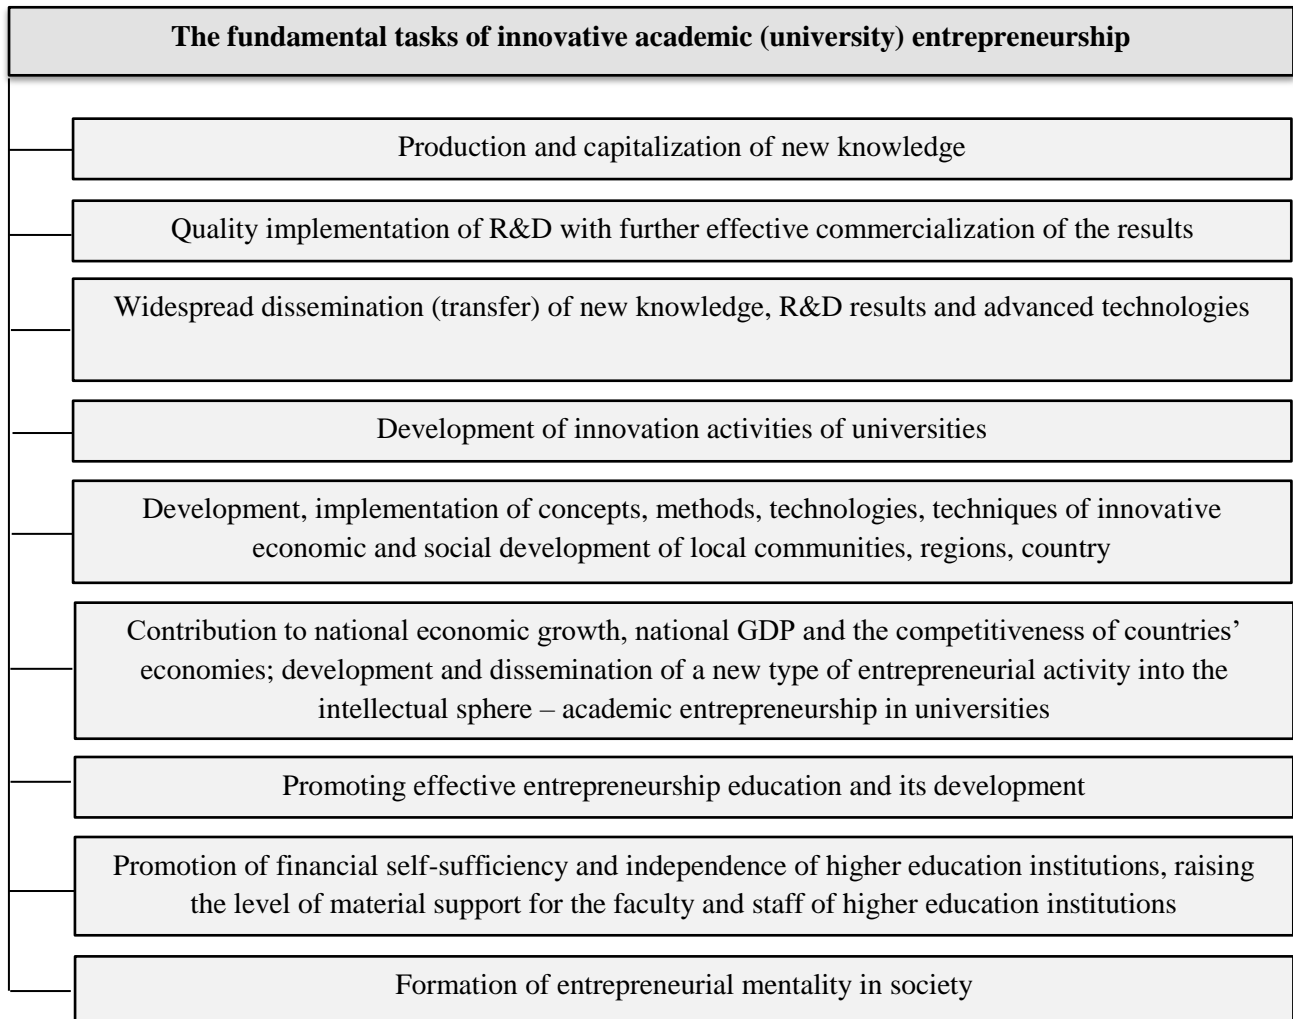 The fundamental tasks of innovative academic (university) entrepreneurship
Production and capitalization of new knowledge
Quality implementation of R&D with further effective commercialization of the results
Widespread dissemination (transfer) of new knowledge, R&D results and advanced technologies
Development of innovation activities of universities
Development, implementation of concepts, methods, technologies, techniques of innovative
economic and social development of local communities, regions, country
Contribution to national economic growth, national GDP and the competitiveness of countries’
economies; development and dissemination of a new type of entrepreneurial activity into the
intellectual sphere – academic entrepreneurship in universities
Promoting effective entrepreneurship education and its development
Promotion of financial self-sufficiency and independence of higher education institutions, raising
the level of material support for the faculty and staff of higher education institutions
Formation of entrepreneurial mentality in society